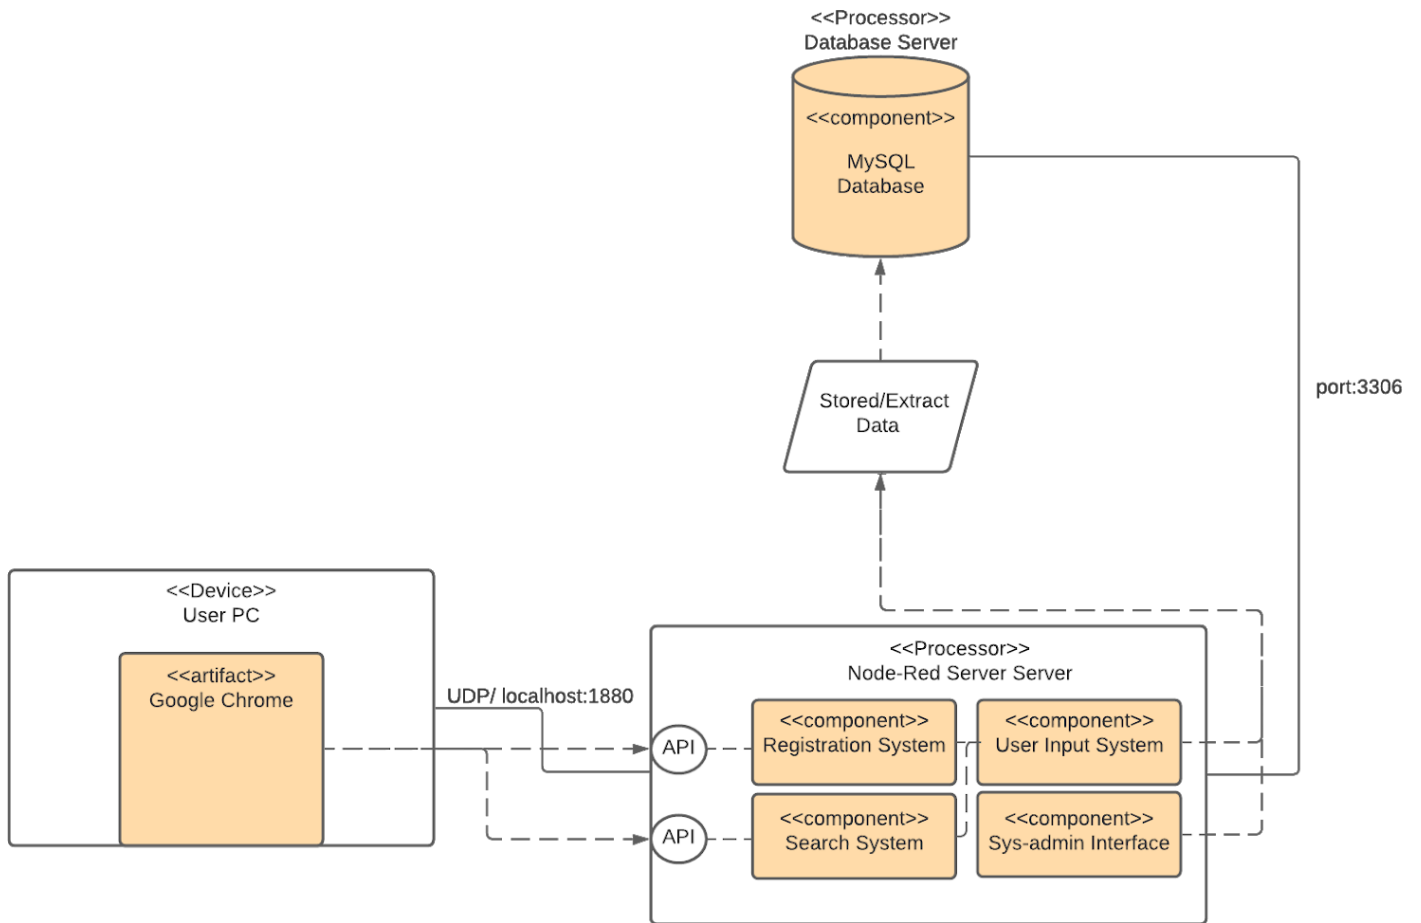 <<Processor>>
Database Server
<<component>>
MySQL
Database
port:3306
Stored/Extract
Data
<<Device>>
User PC
<<artifact>>
Google Chrome
UDP/ localhost:1880
<<Processor>>
Node-Red Server Server
API
<<component>>
Registration System
<<component>>
User Input System
API
<<component>>
Search System
<<component>>
Sys-admin Interface